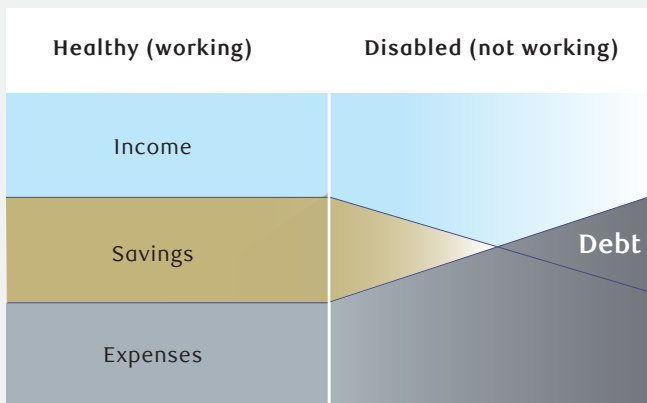 Healthy (working)
Disabled (not working)
Income
Savings
Debt
Expenses